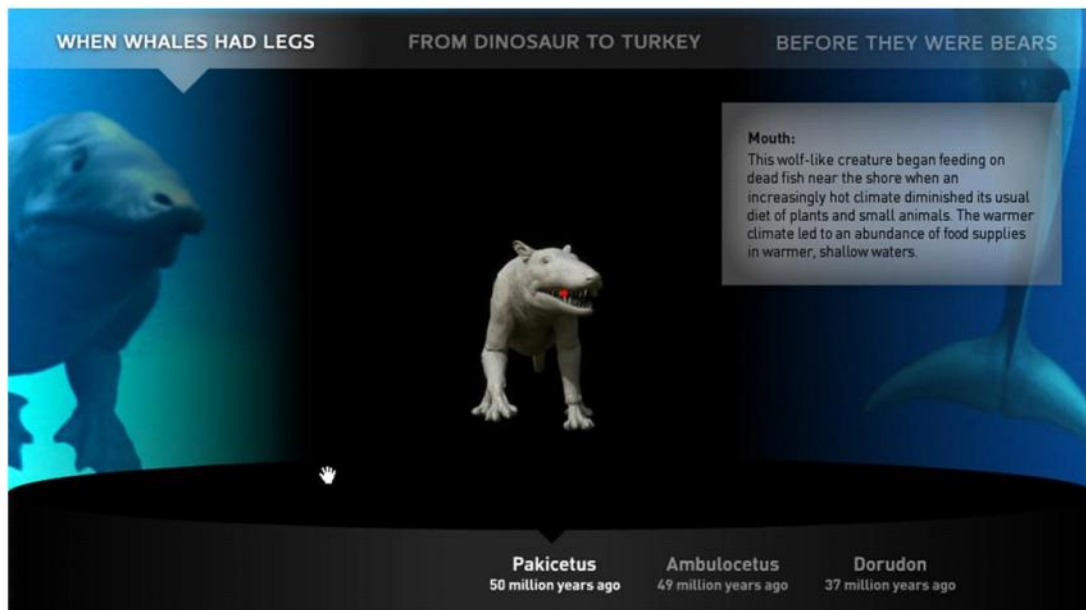 WHEN WHALES HAD LEGS
FROM DINOSAUR TO TURKEY
BEFORE THEY WERE BEARS
Mouth:
This wolf-like creature began feeding on
dead fish near the shore when an
increasingly hot climate diminished its usual
diet of plants and small animals. The warmer
climate led to an abundance of food supplies
in warmer, shallow waters.
Pakicetus
50 million years ago
Ambulocetus
49 million years ago
Dorudon
37 million years ago